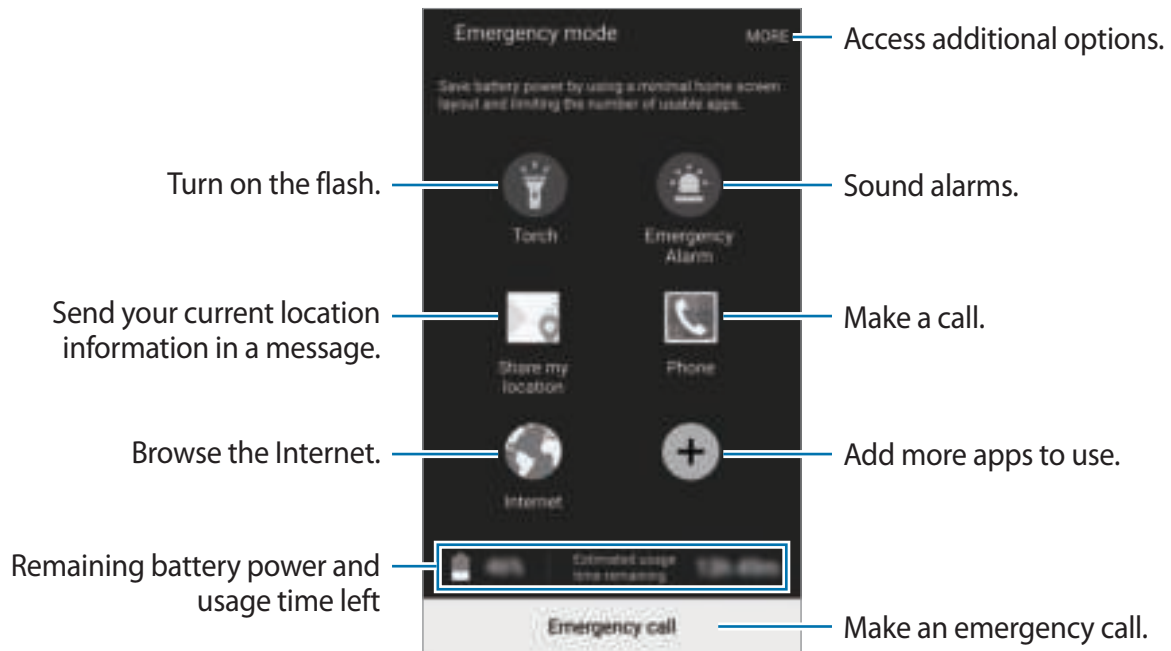 Emergency mode
MORE
Access additional options.
Save battery power by using a minimal home screen
layout and limiting the number of usable apps.
Turn on the flash.
Sound alarms.
Torch
Emergency
Alarm
Send your current location
information in a message.
Make a call.
Share my
location
Phone
Browse the Internet.
Add more apps to use.
Internet
Remaining battery power and
usage time left
Estimated usage
time remaining
Emergency call
Make an emergency call.